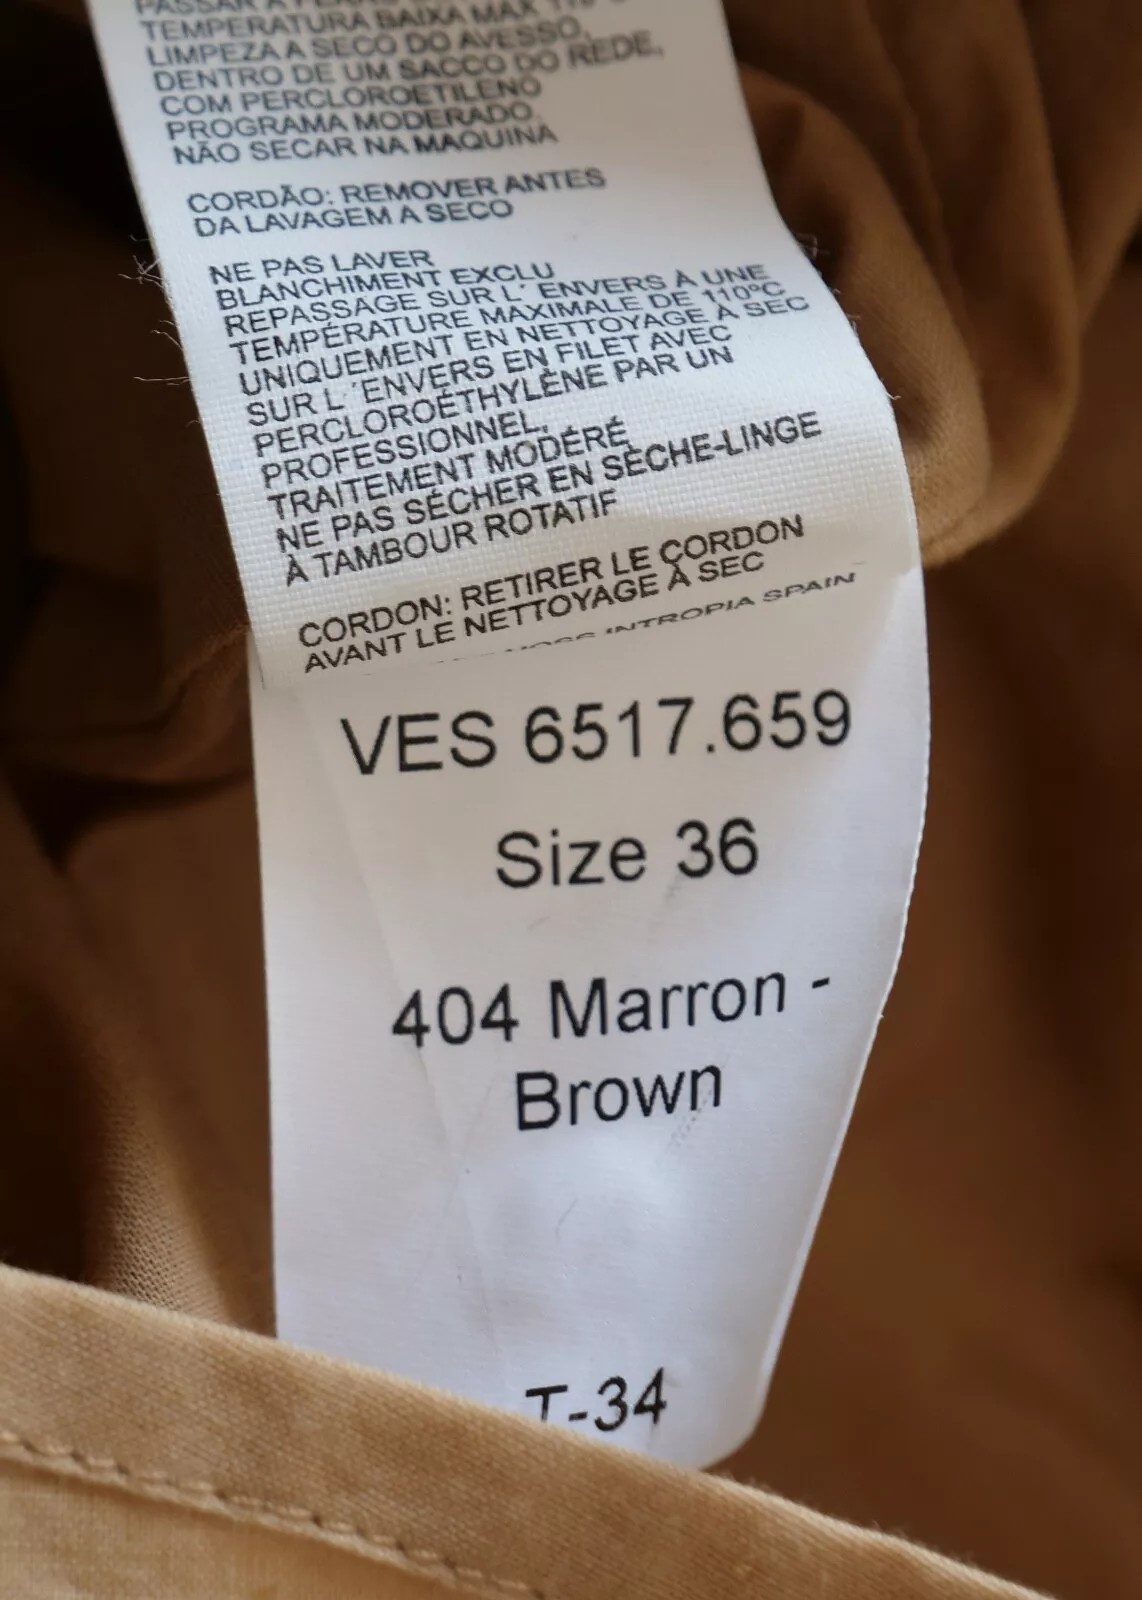 PASSAR A
TEMPERATURA BAIXA MAX 110°C
LIMPEZA A SECO DO AVESSO,
DENTRO DE UM SACCO DO REDE,
COM PERCLOROETILENO
PROGRAMA MODERADO,
NÃO SECAR NA MAQUINA
CORDÃO: REMOVER ANTES
DA LAVAGEM A SECO
NE PAS LAVER
BLANCHIMENT EXCLU
REPASSAGE SUR L' ENVERS À UNE
TEMPÉRATURE MAXIMALE DE 110ºC
UNIQUEMENT EN NETTOYAGE À SEC
SUR L 'ENVERS EN FILET AVEC
PERCLOROÉTHYLÈNE PAR UN
PROFESSIONNEL,
TRAITEMENT MODÉRÉ
NE PAS SÉCHER EN SÈCHE-LINGE
À TAMBOUR ROTATIF
CORDON: RETIRER LE CORDON
AVANT LE NETTOYAGE À SEC
INTROPIA SPAIN
VES 6517.659
Size 36
404 Marron -
Brown
T-34